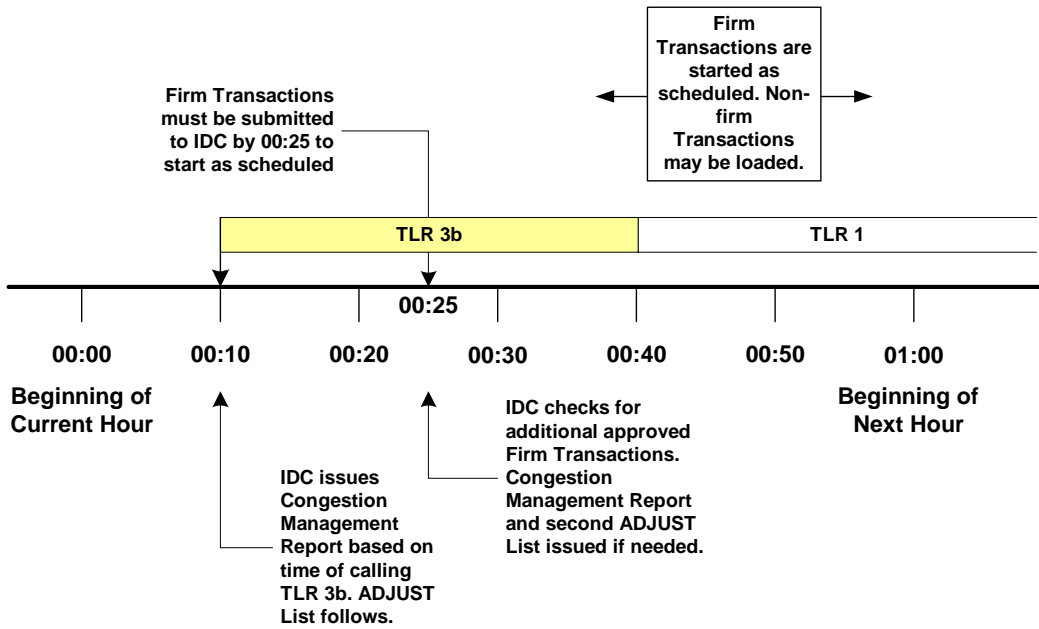 Firm
Transactions are
started as
scheduled. Non-
firm
Transactions
may be loaded.
Firm Transactions
must be submitted
to IDC by 00:25 to
start as scheduled
TLR 3b
TLR 1
00:25
00:00
00:10
00:20
00:30
00:40
00:50
01:00
Beginning of
Current Hour
Beginning of
Next Hour
IDC issues
Congestion
Management
Report based on
time of calling
TLR 3b. ADJUST
List follows.
IDC checks for
additional approved
Firm Transactions.
Congestion
Management Report
and second ADJUST
List issued if needed.